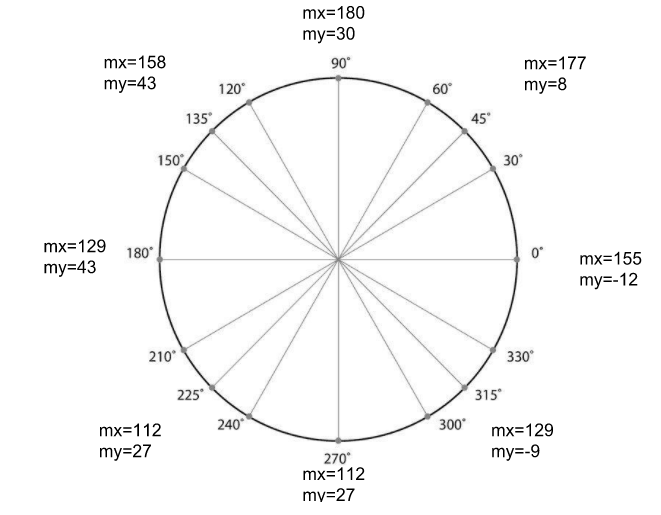 mx=180
my=30
mx=158
my=43
mx=177
my=8
90°
120°
60°
135°
45°
150°
30°
mx=129
my=43
180°
0°
mx=155
my=-12
210°
330°
225°
315°
240°
300°
mx=112
my=27
mx=129
my=-9
270°
mx=112
my=27